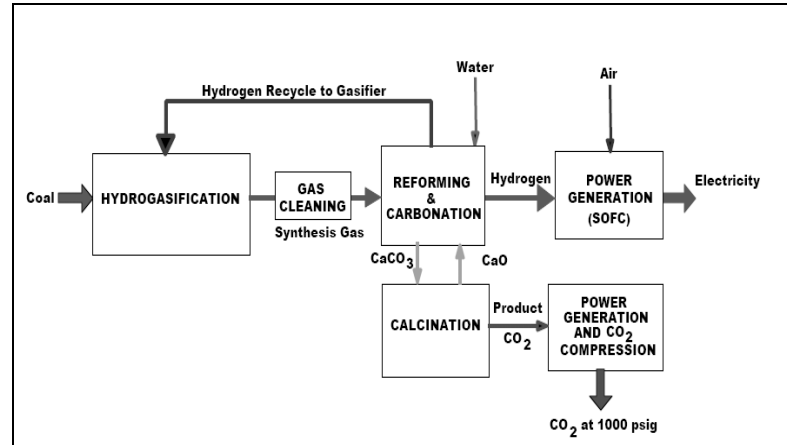 Water
Air
Hydrogen Recycle to Gasifier
Coal
HYDROGASIFICATION
GAS
CLEANING
Synthesis Gas
REFORMING
&
CARBONATION
Hydrogen
POWER
GENERATION
(SOFC)
Electricity
CaCO3
CaO
CALCINATION
Product
CO2
POWER
GENERATION
AND CO2
COMPRESSION
CO2 at 1000 psig